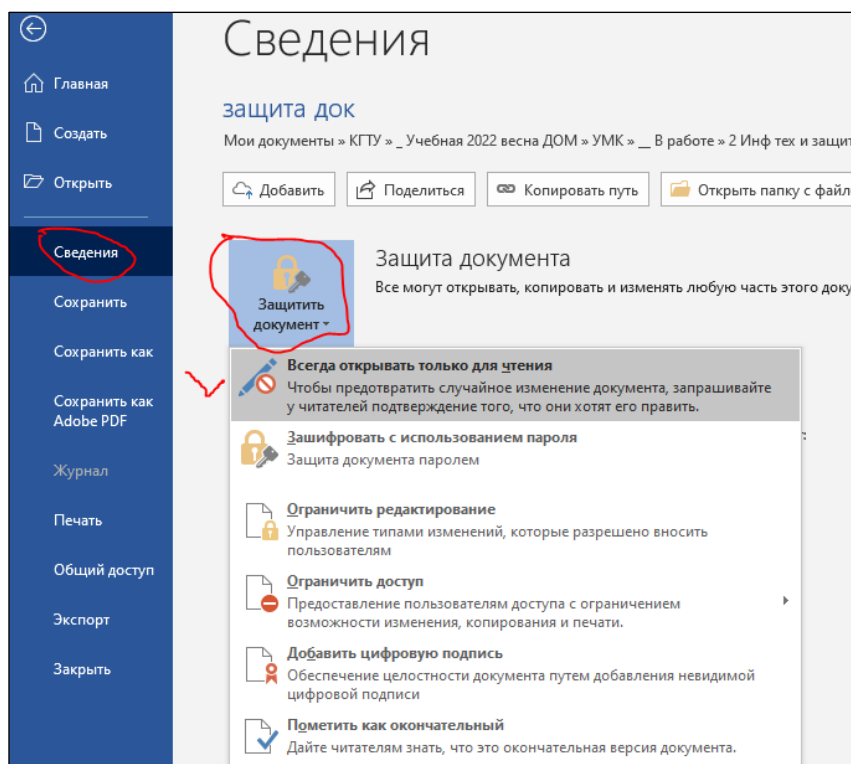 Сведения
Главная
Создать
Открыть
Сведения
Сохранить
Сохранить как
Сохранить как
Adobe PDF
Журнал
Печать
Общий доступ
Экспорт
Закрыть
защита док
Мои документы » КГТУ » _ Учебная 2022 весна ДОМ » УМК » __ В работе » 2 Инф тех и защит
Добавить
Поделиться
Копировать путь
Открыть папку с файл
Защитить
документ
Защита документа
Все могут открывать, копировать и изменять любую часть этого доку
Всегда открывать только для чтения
Чтобы предотвратить случайное изменение документа, запрашивайте
у читателей подтверждение того, что они хотят его править.
Зашифровать с использованием пароля
Защита документа паролем
Ограничить редактирование
Управление типами изменений, которые разрешено вносить
пользователям
Ограничить доступ
Предоставление пользователям доступа с ограничением
возможности изменения, копирования и печати.
Добавить цифровую подпись
Обеспечение целостности документа путем добавления невидимой
цифровой подписи
Пометить как окончательный
Дайте читателям знать, что это окончательная версия документа.